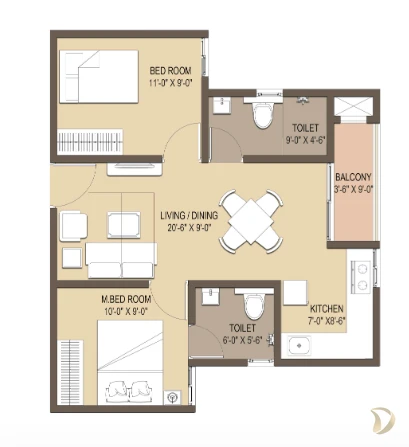 BED ROOM
11'-0" X 9'-0"
TOILET
9'-0" X 4'-6"
BALCONY
3'-6" X 9'-0"
LIVING / DINING
20'-6" X 9'-0"
M.BED ROOM
10'-0" X 9'-0"
TOILET
6'-0" X 5'-6"
KITCHEN
7'-0" X8'-6"